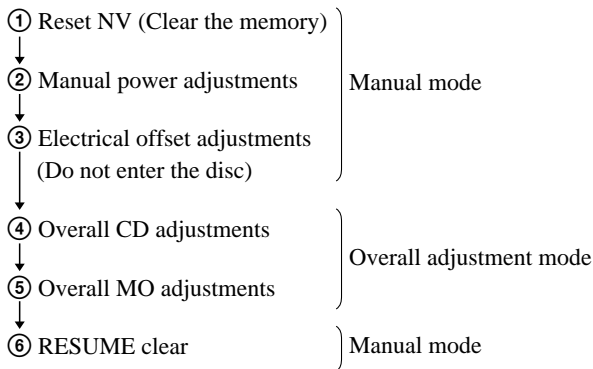 ① Reset NV (Clear the memory)
② Manual power adjustments
Manual mode
③ Electrical offset adjustments
(Do not enter the disc)
④ Overall CD adjustments
Overall adjustment mode
⑤ Overall MO adjustments
⑥ RESUME clear
Manual mode